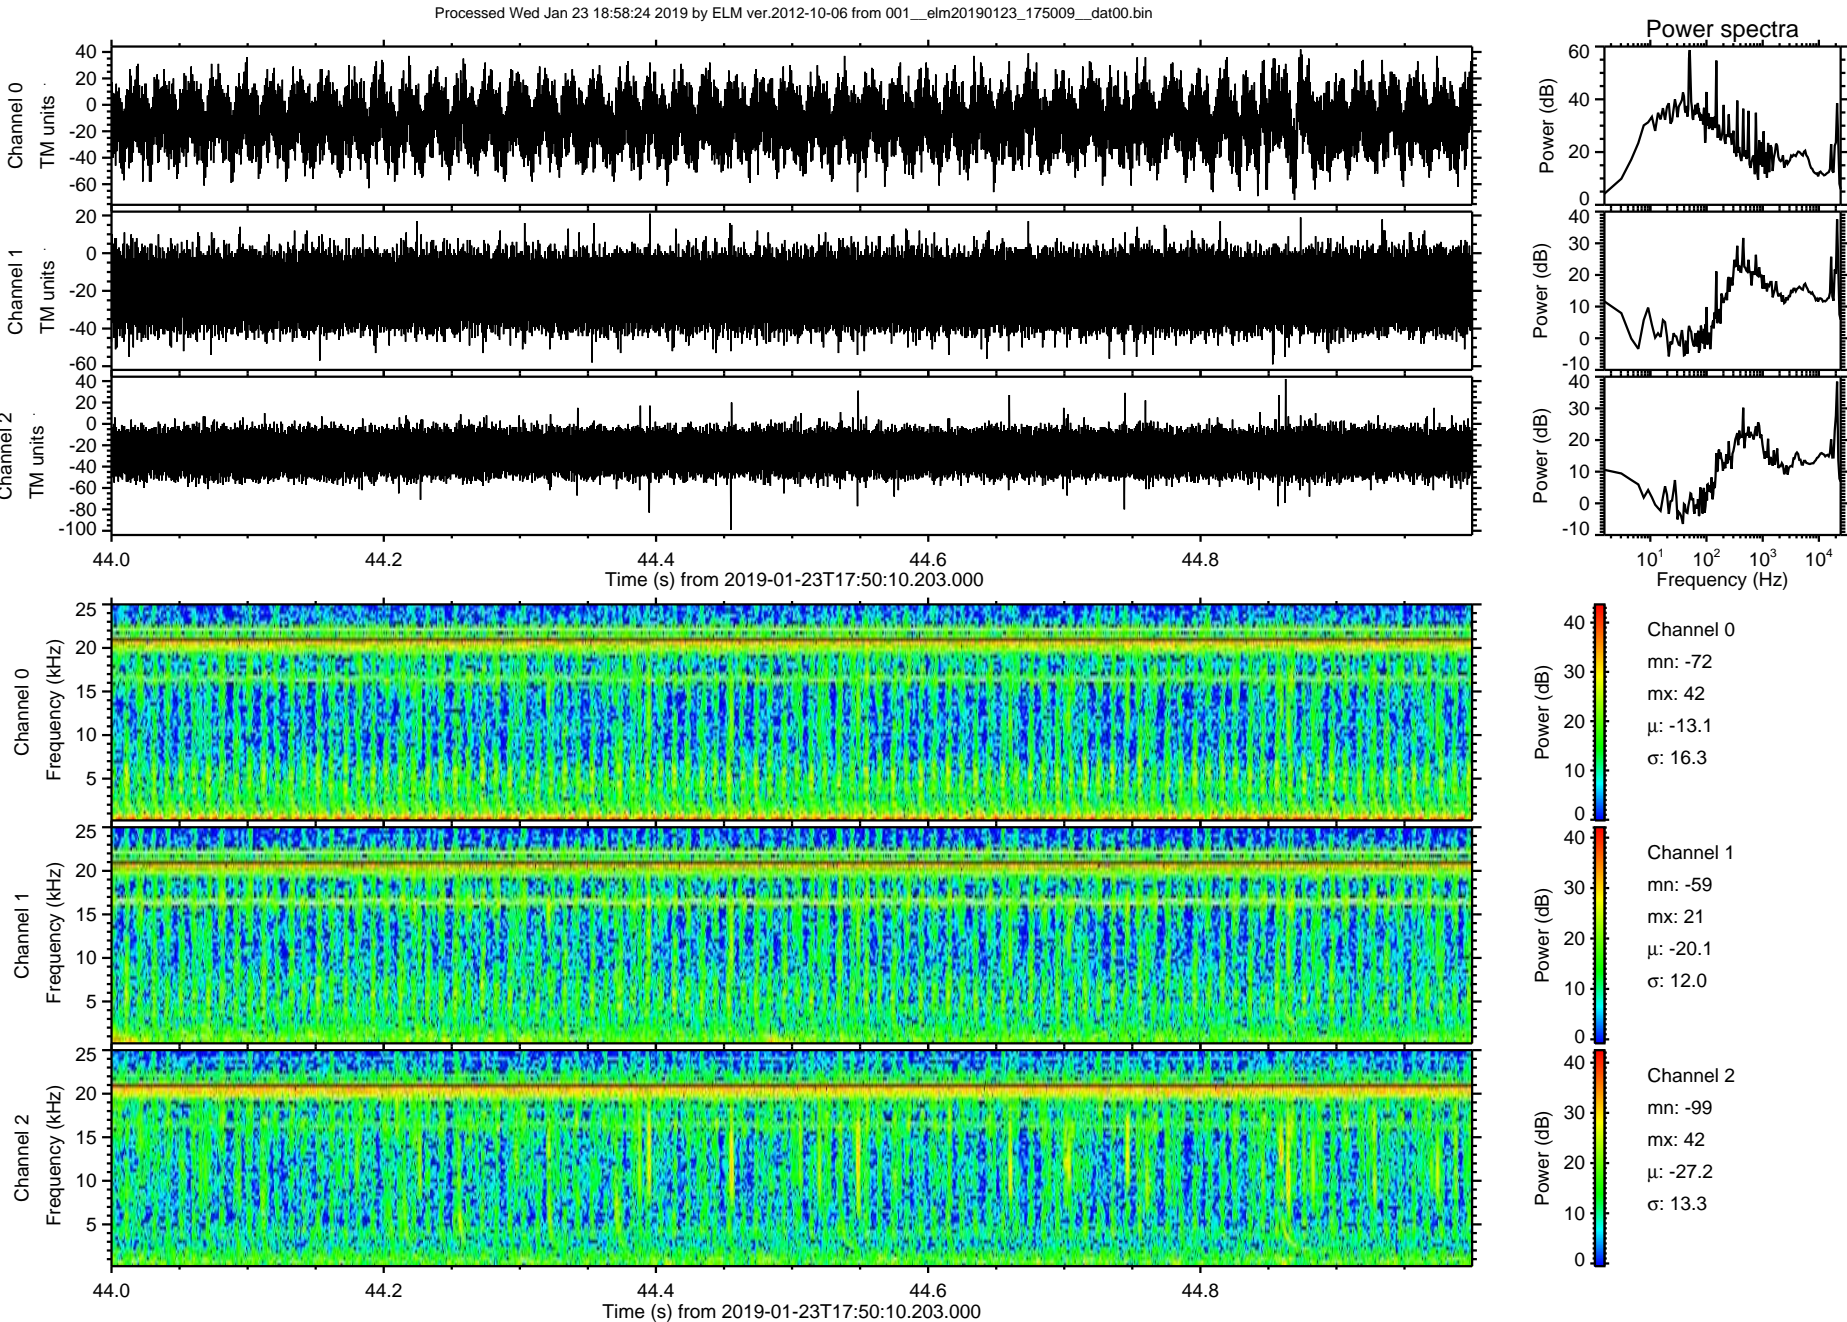 Processed Wed Jan 23 18:58:24 2019 by ELM ver.2012-10-06 from 001__elm20190123_175009__dat00.bin
Power spectra
Channel 0
TM units
40
20
0
-20
-40
-60
Power (dB)
60
40
20
0
Channel 1
TM units
20
0
-20
-40
-60
Power (dB)
40
30
20
10
0
-10
Channel 2
TM units
40
20
0
-20
-40
-60
-80
-100
Power (dB)
40
30
20
10
0
-10
44.0 44.2 44.4 44.6 44.8
Time (s) from 2019-01-23T17:50:10.203.000
10^1 10^2 10^3 10^4
Frequency (Hz)
Channel 0
Frequency (kHz)
25
20
15
10
5
Power (dB)
40
30
20
10
0
Channel 0
mn: -72
mx: 42
μ: -13.1
σ: 16.3
Channel 1
Frequency (kHz)
25
20
15
10
5
Power (dB)
40
30
20
10
0
Channel 1
mn: -59
mx: 21
μ: -20.1
σ: 12.0
Channel 2
Frequency (kHz)
25
20
15
10
5
Power (dB)
40
30
20
10
0
Channel 2
mn: -99
mx: 42
μ: -27.2
σ: 13.3
44.0 44.2 44.4 44.6 44.8
Time (s) from 2019-01-23T17:50:10.203.000